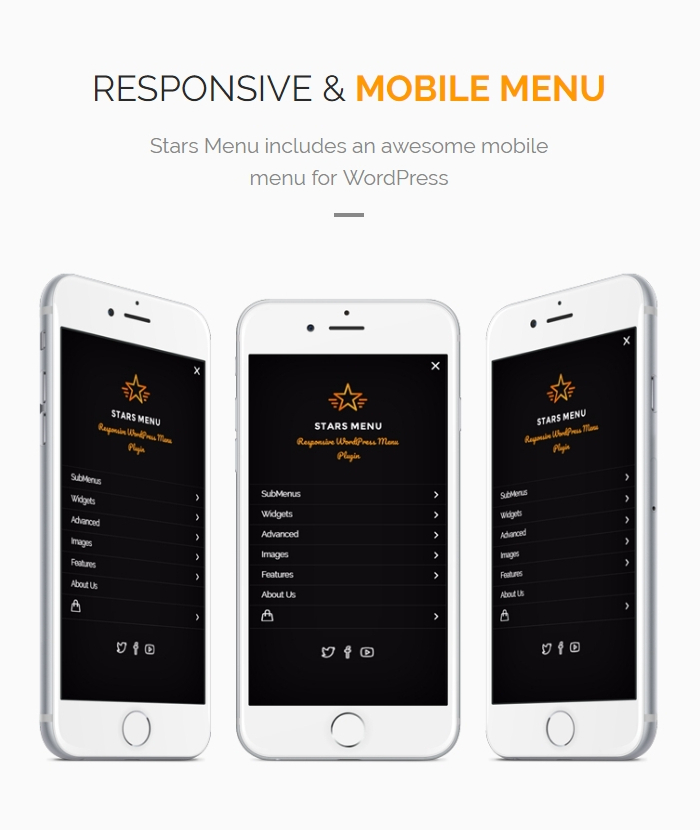 RESPONSIVE & MOBILE MENU
Stars Menu includes an awesome mobile
menu for WordPress
X
STARS MENU
Responsive WordPress Menu
Plugin
SubMenus
Widgets
Advanced
Images
Features
About Us
X
STARS MENU
Responsive WordPress Menu
Plugin
SubMenus
Widgets
Advanced
Images
Features
About Us
X
STARS MENU
Responsive WordPress Menu
Plugin
SubMenus
Widgets
Advanced
Images
Features
About Us